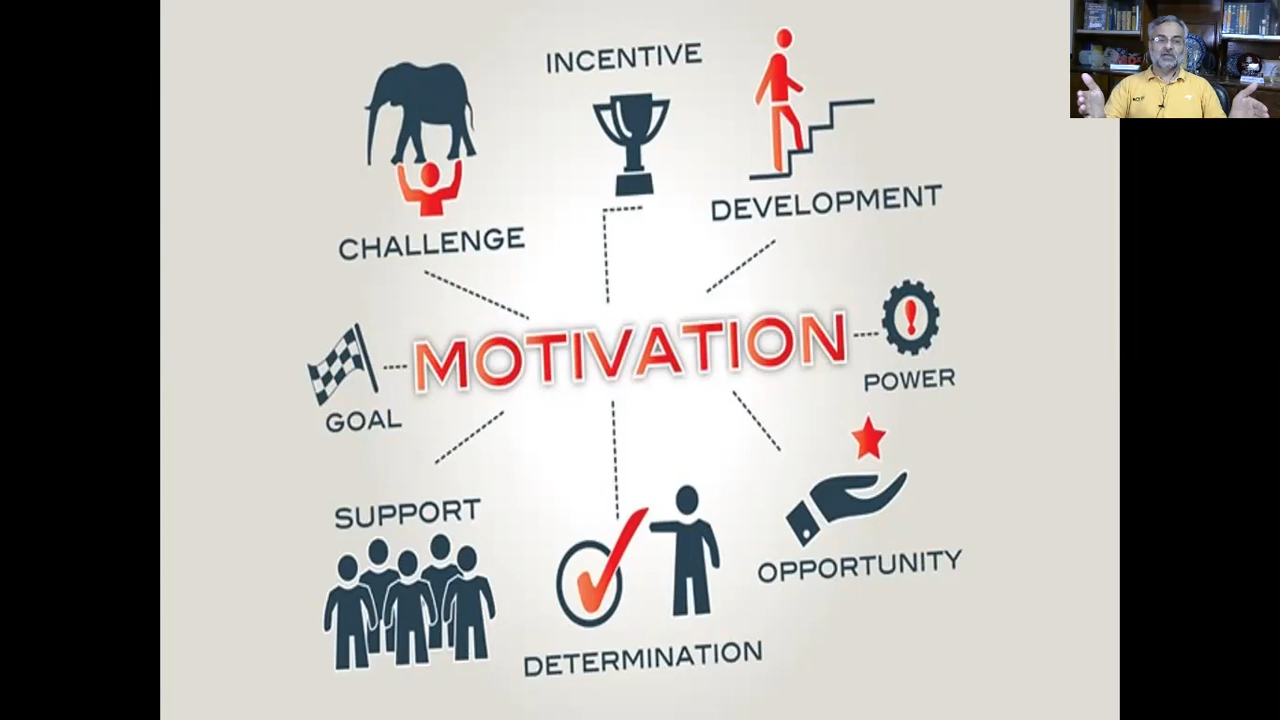 INCENTIVE
DEVELOPMENT
CHALLENGE
MOTIVATION
POWER
GOAL
SUPPORT
OPPORTUNITY
DETERMINATION